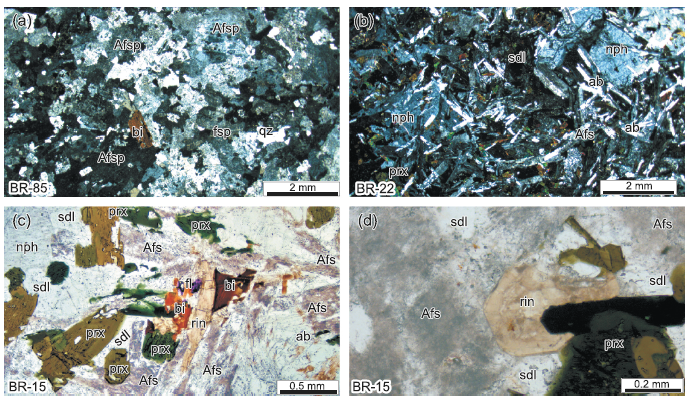 (a)
Afsp
Afsp
bi
fsp
qz
Afsp
BR-85
2 mm
(b)
sdl
nph
ab
nph
Afs
ab
prx
BR-22
2 mm
(c)
sdl
prx
prx
nph
Afs
Afs
sdl
fl
bi
bi
Afs
prx
sdl
rin
ab
prx
prx
Afs
Afs
BR-15
0.5 mm
(d)
sdl
Afs
sdl
rin
Afs
prx
sdl
BR-15
0.2 mm